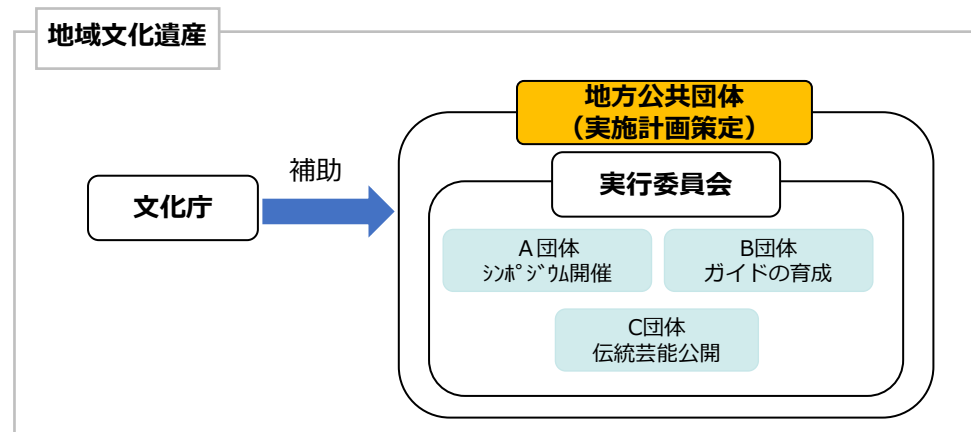 地域文化遺産
地方公共団体
（実施計画策定）
補助
実行委員会
文化庁
A団体
ｼﾝﾎﾟｼﾞｳﾑ開催
B団体
ガイドの育成
C団体
伝統芸能公開